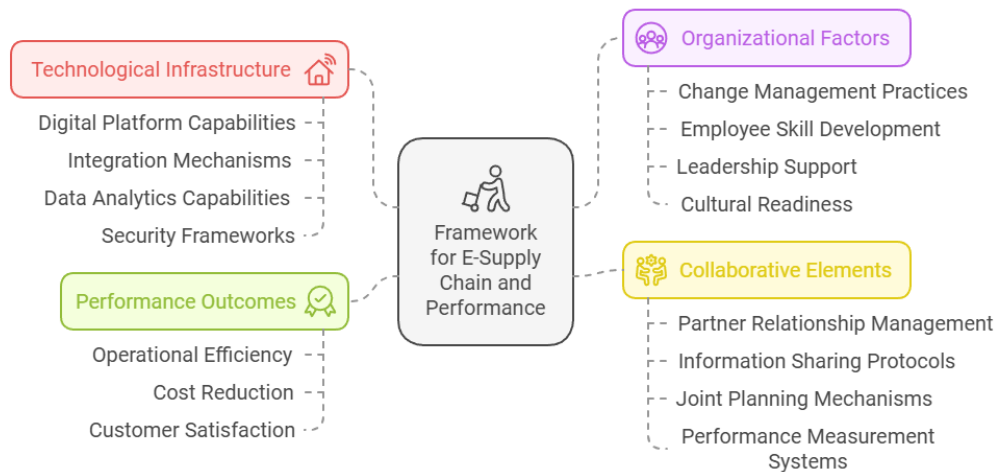 Technological Infrastructure
Digital Platform Capabilities
Integration Mechanisms
Data Analytics Capabilities
Security Frameworks
Performance Outcomes
Operational Efficiency
Cost Reduction
Customer Satisfaction
Framework
for E-Supply
Chain and
Performance
Organizational Factors
Change Management Practices
Employee Skill Development
Leadership Support
Cultural Readiness
Collaborative Elements
Partner Relationship Management
Information Sharing Protocols
Joint Planning Mechanisms
Performance Measurement
Systems